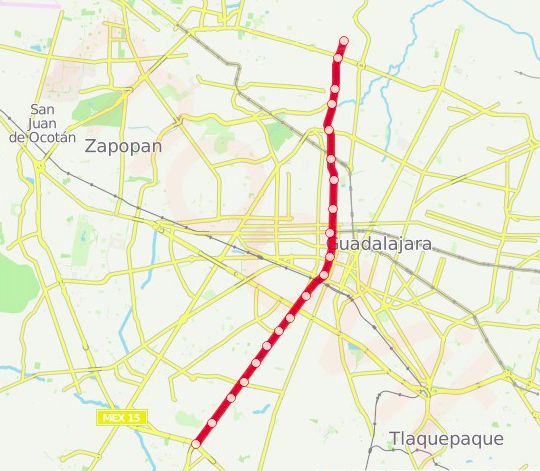 San
Juan
de Ocotán
Zapopan
Guadalajara
MEX 15
Tlaquepaque